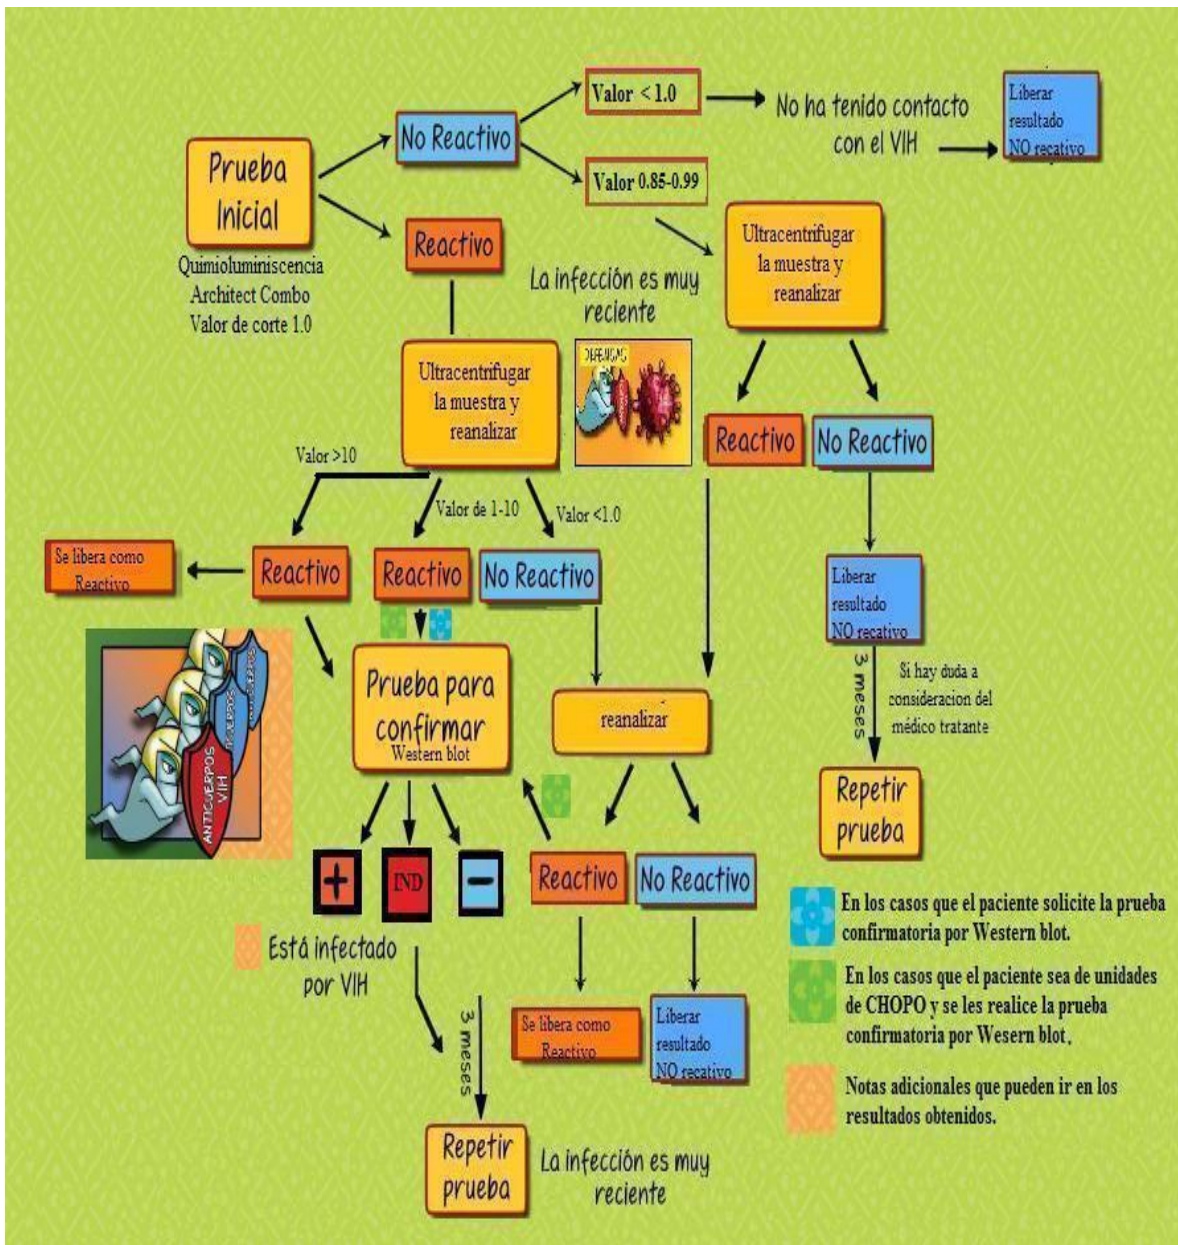 Prueba
Inicial
Quimioluminiscencia
Architect Combo
Valor de corte 1.0
No Reactivo
Reactivo
Valor < 1.0
Valor 0.85-0.99
No ha tenido contacto
con el VIH
Liberar
resultado
NO recativo
Ultracentrifugar
la muestra y
reanalizar
La infección es muy
reciente
DEFENSAS
Reactivo
No Reactivo
Ultracentrifugar
la muestra y
reanalizar
Valor >10
Valor de 1-10
Valor <1.0
Se libera como
Reactivo
Reactivo
Reactivo
No Reactivo
Liberar
resultado
NO recativo
3 meses
Si hay duda a
consideracion del
médico tratante
Repetir
prueba
ANTICUERPOS
VIH
TICUERPOS
Prueba para
confirmar
Western blot
reanalizar
+
IND
-
Reactivo
No Reactivo
Está infectado
por VIH
3 meses
Se libera como
Reactivo
Liberar
resultado
NO recativo
Repetir
prueba
La infección es muy
reciente
En los casos que el paciente solicite la prueba
confirmatoria por Western blot.
En los casos que el paciente sea de unidades
de CHOPO y se les realice la prueba
confirmatoria por Wesern blot.
Notas adicionales que pueden ir en los
resultados obtenidos.